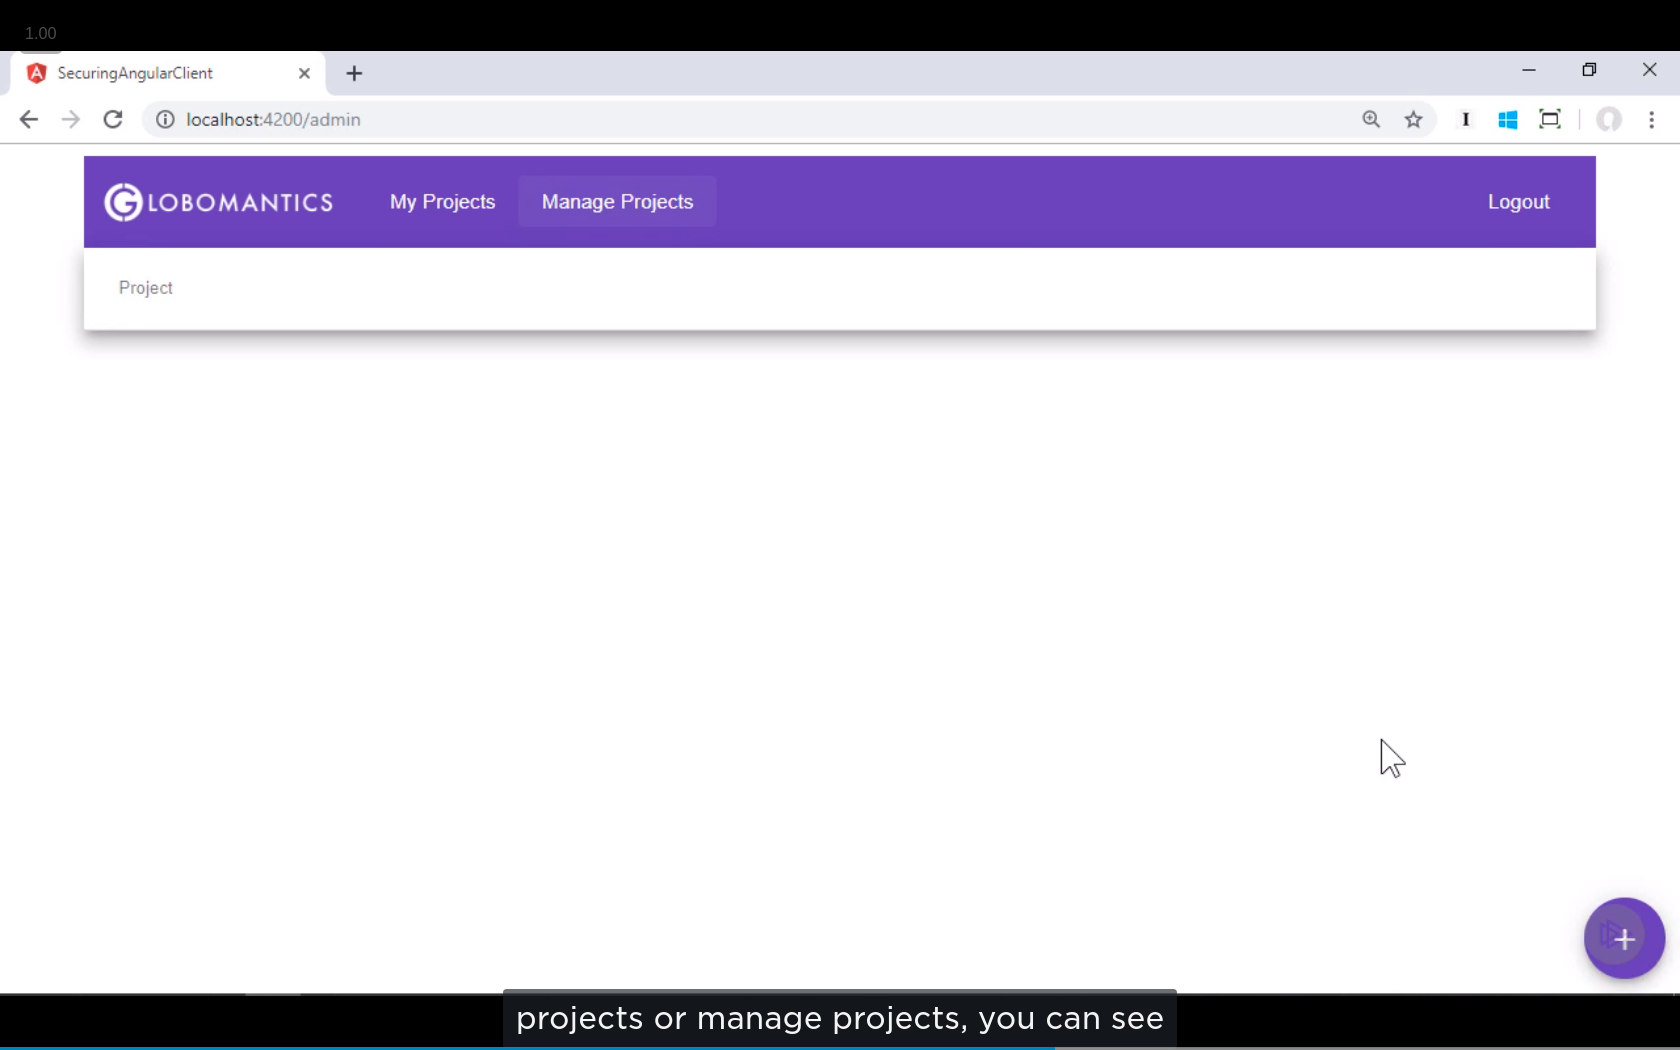 1.00
SecuringAngularClient
localhost:4200/admin
GLOBOMANTICS My Projects Manage Projects Logout
Project
projects or manage projects, you can see